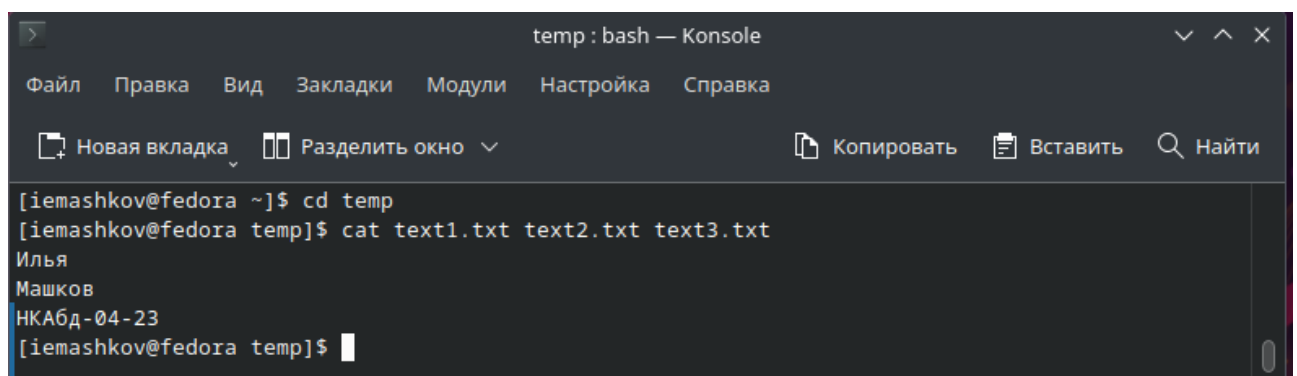 temp : bash — Konsole
Файл Правка Вид Закладки Модули Настройка Справка
Новая вкладка Разделить окно Копировать Вставить Найти
[iemashkov@fedora ~]$ cd temp
[iemashkov@fedora temp]$ cat text1.txt text2.txt text3.txt
Илья
Машков
НКАбд-04-23
[iemashkov@fedora temp]$